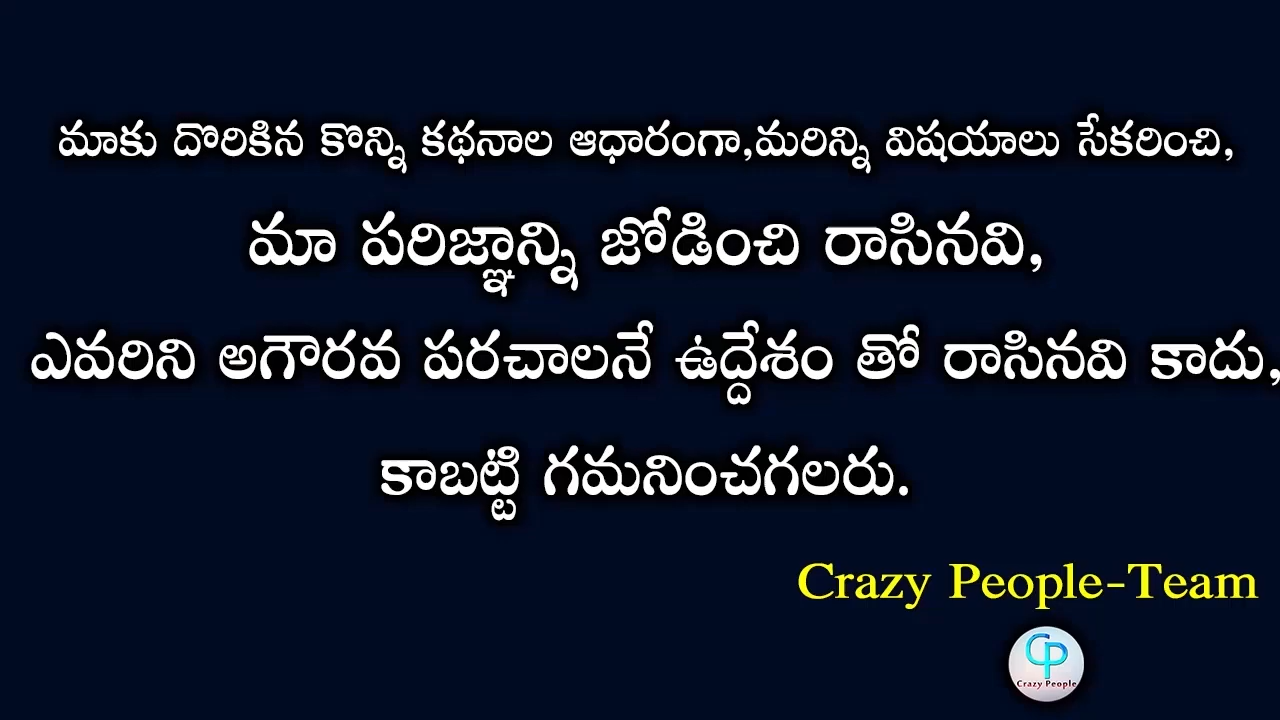 మాకు దొరికిన కొన్ని కథనాల ఆధారంగా,మరిన్ని విషయాలు సేకరించి,
మా పరిజ్ఞాన్ని జోడించి రాసినవి,
ఎవరిని అగౌరవ పరచాలనే ఉద్దేశం తో రాసినవి కాదు,
కాబట్టి గమనించగలరు.
Crazy People-Team
CP
Crazy People